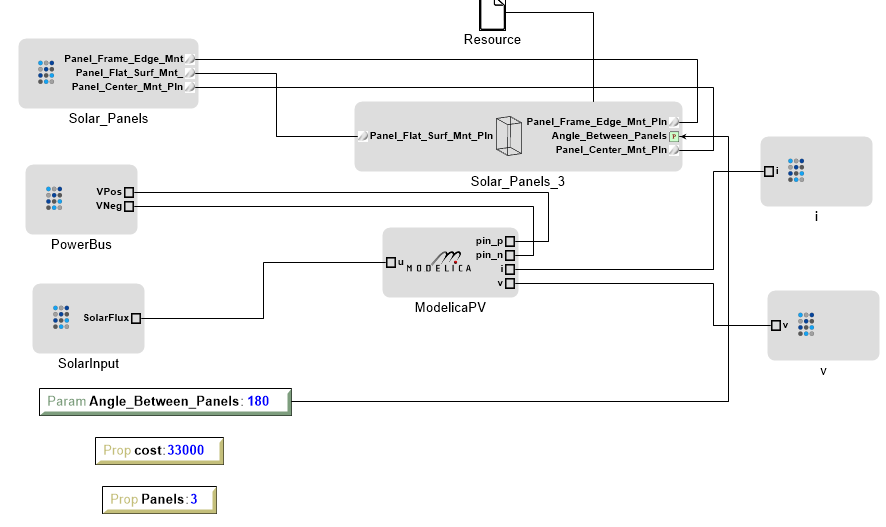 Resource
Panel_Frame_Edge_Mnt
Panel_Flat_Surf_Mnt_
Panel_Center_Mnt_Pln
Solar_Panels
Panel_Flat_Surf_Mnt_Pln
Panel_Frame_Edge_Mnt_Pln
Angle_Between_Panels
P
Panel_Center_Mnt_Pln
Solar_Panels_3
i
i
VPos
VNeg
PowerBus
u
MODELICA
pin_p
pin_n
i
v
ModelicaPV
SolarFlux
SolarInput
v
v
Param Angle_Between_Panels: 180
Prop cost:33000
Prop Panels:3